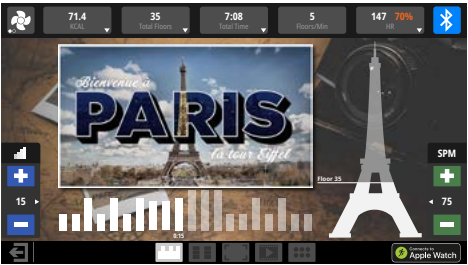 71.4
KCAL
35
Total Floors
7:08
Total Time
5
Floors/Min
147 70%
HR
Bienvenue à
PARIS
la tour Eiffel
Floor 35
SPM
15
75
8:15
Connects to
Apple Watch